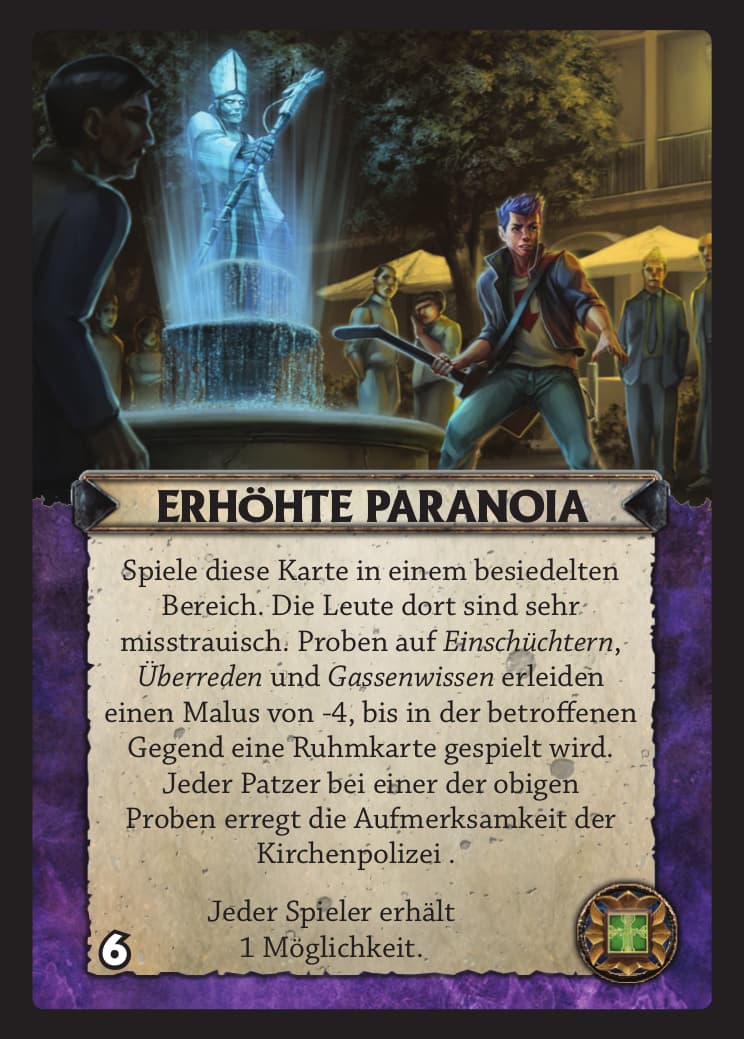 ERHÖHTE PARANOIA
Spiele diese Karte in einem besiedelten
Bereich. Die Leute dort sind sehr
misstrauisch. Proben auf Einschüchtern,
Überreden und Gassenwissen erleiden
einen Malus von -4, bis in der betroffenen
Gegend eine Ruhmkarte gespielt wird.
Jeder Patzer bei einer der obigen
Proben erregt die Aufmerksamkeit der
Kirchenpolizei .
Jeder Spieler erhält
1 Möglichkeit.
6